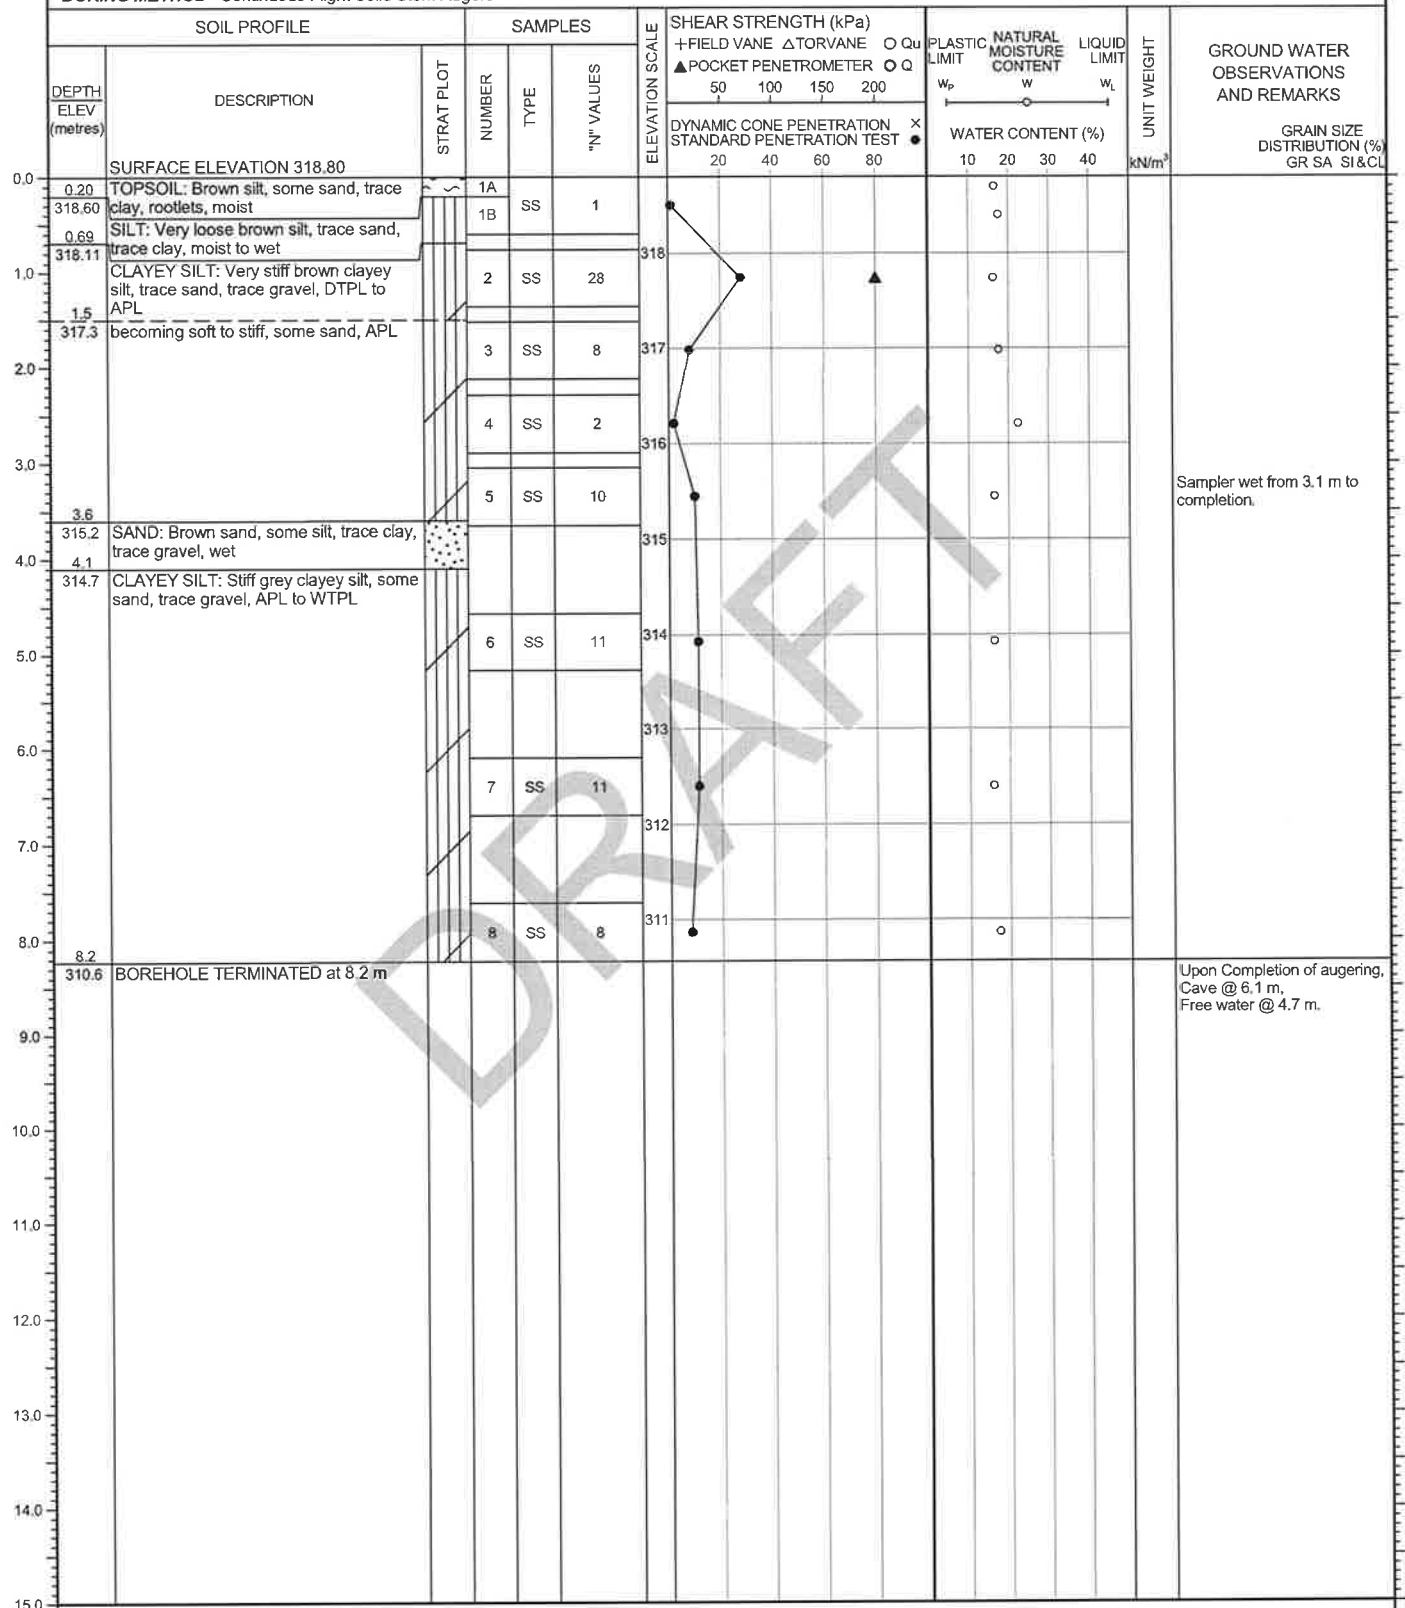 SOIL PROFILE
SAMPLES
DEPTH
ELEV
(metres)
DESCRIPTION
STRAT PLOT
NUMBER
TYPE
"N" VALUES
ELEVATION SCALE
SHEAR STRENGTH (kPa)
+FIELD VANE △TORVANE ○ Qu
▲POCKET PENETROMETER ○ Q
50 100 150 200
DYNAMIC CONE PENETRATION ×
STANDARD PENETRATION TEST ●
20 40 60 80
PLASTIC LIMIT
NATURAL MOISTURE CONTENT
LIQUID LIMIT
WP W WL
WATER CONTENT (%)
10 20 30 40
UNIT WEIGHT
kN/m³
GROUND WATER
OBSERVATIONS
AND REMARKS
GRAIN SIZE
DISTRIBUTION (%)
GR SA SI&CL
SURFACE ELEVATION 318.80
0.0
0.20
318.60
TOPSOIL: Brown silt, some sand, trace
clay, rootlets, moist
1A
1B SS 1
0.69
318.11
SILT: Very loose brown silt, trace sand,
trace clay, moist to wet
318
1.0
CLAYEY SILT: Very stiff brown clayey
silt, trace sand, trace gravel, DTPL to
APL
2 SS 28
1.5
317.3
becoming soft to stiff, some sand, APL
3 SS 8
317
2.0
4 SS 2
316
3.0
5 SS 10
Sampler wet from 3.1 m to
completion.
3.6
315.2
SAND: Brown sand, some silt, trace clay,
trace gravel, wet
315
4.0
4.1
314.7
CLAYEY SILT: Stiff grey clayey silt, some
sand, trace gravel, APL to WTPL
6 SS 11
314
5.0
313
6.0
7 SS 11
312
7.0
311
8 SS 8
8.0
8.2
310.6
BOREHOLE TERMINATED at 8.2 m
Upon Completion of augering,
Cave @ 6.1 m,
Free water @ 4.7 m.
9.0
10.0
11.0
12.0
13.0
14.0
15.0
DRAFT